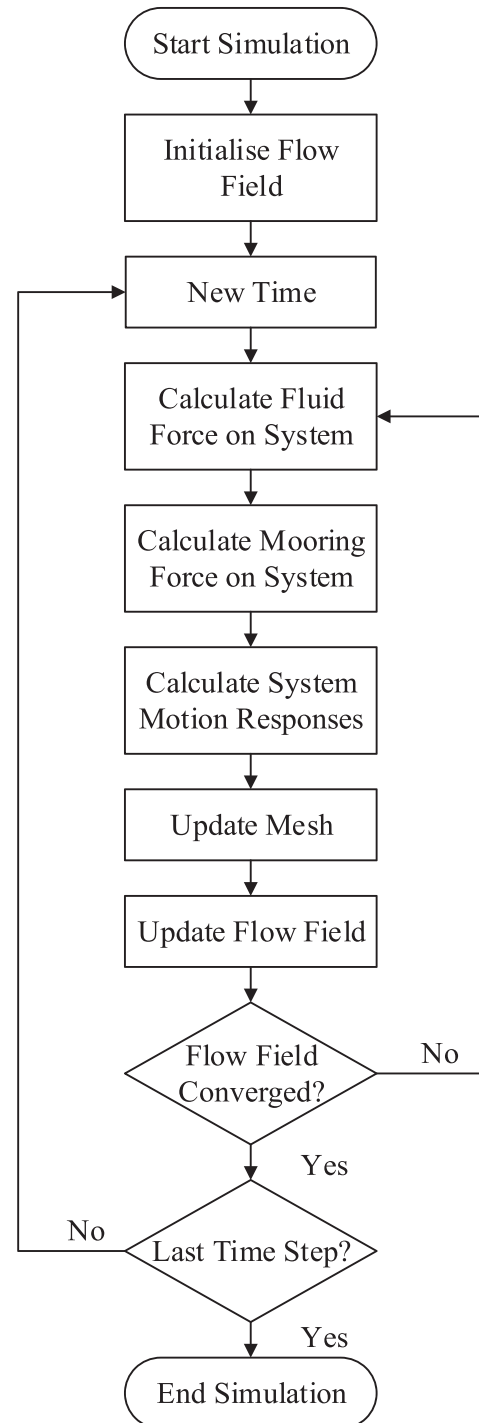 Start Simulation
Initialise Flow
Field
New Time
Calculate Fluid
Force on System
Calculate Mooring
Force on System
Calculate System
Motion Responses
Update Mesh
Update Flow Field
Flow Field
Converged?
No
Yes
No
Last Time Step?
Yes
End Simulation